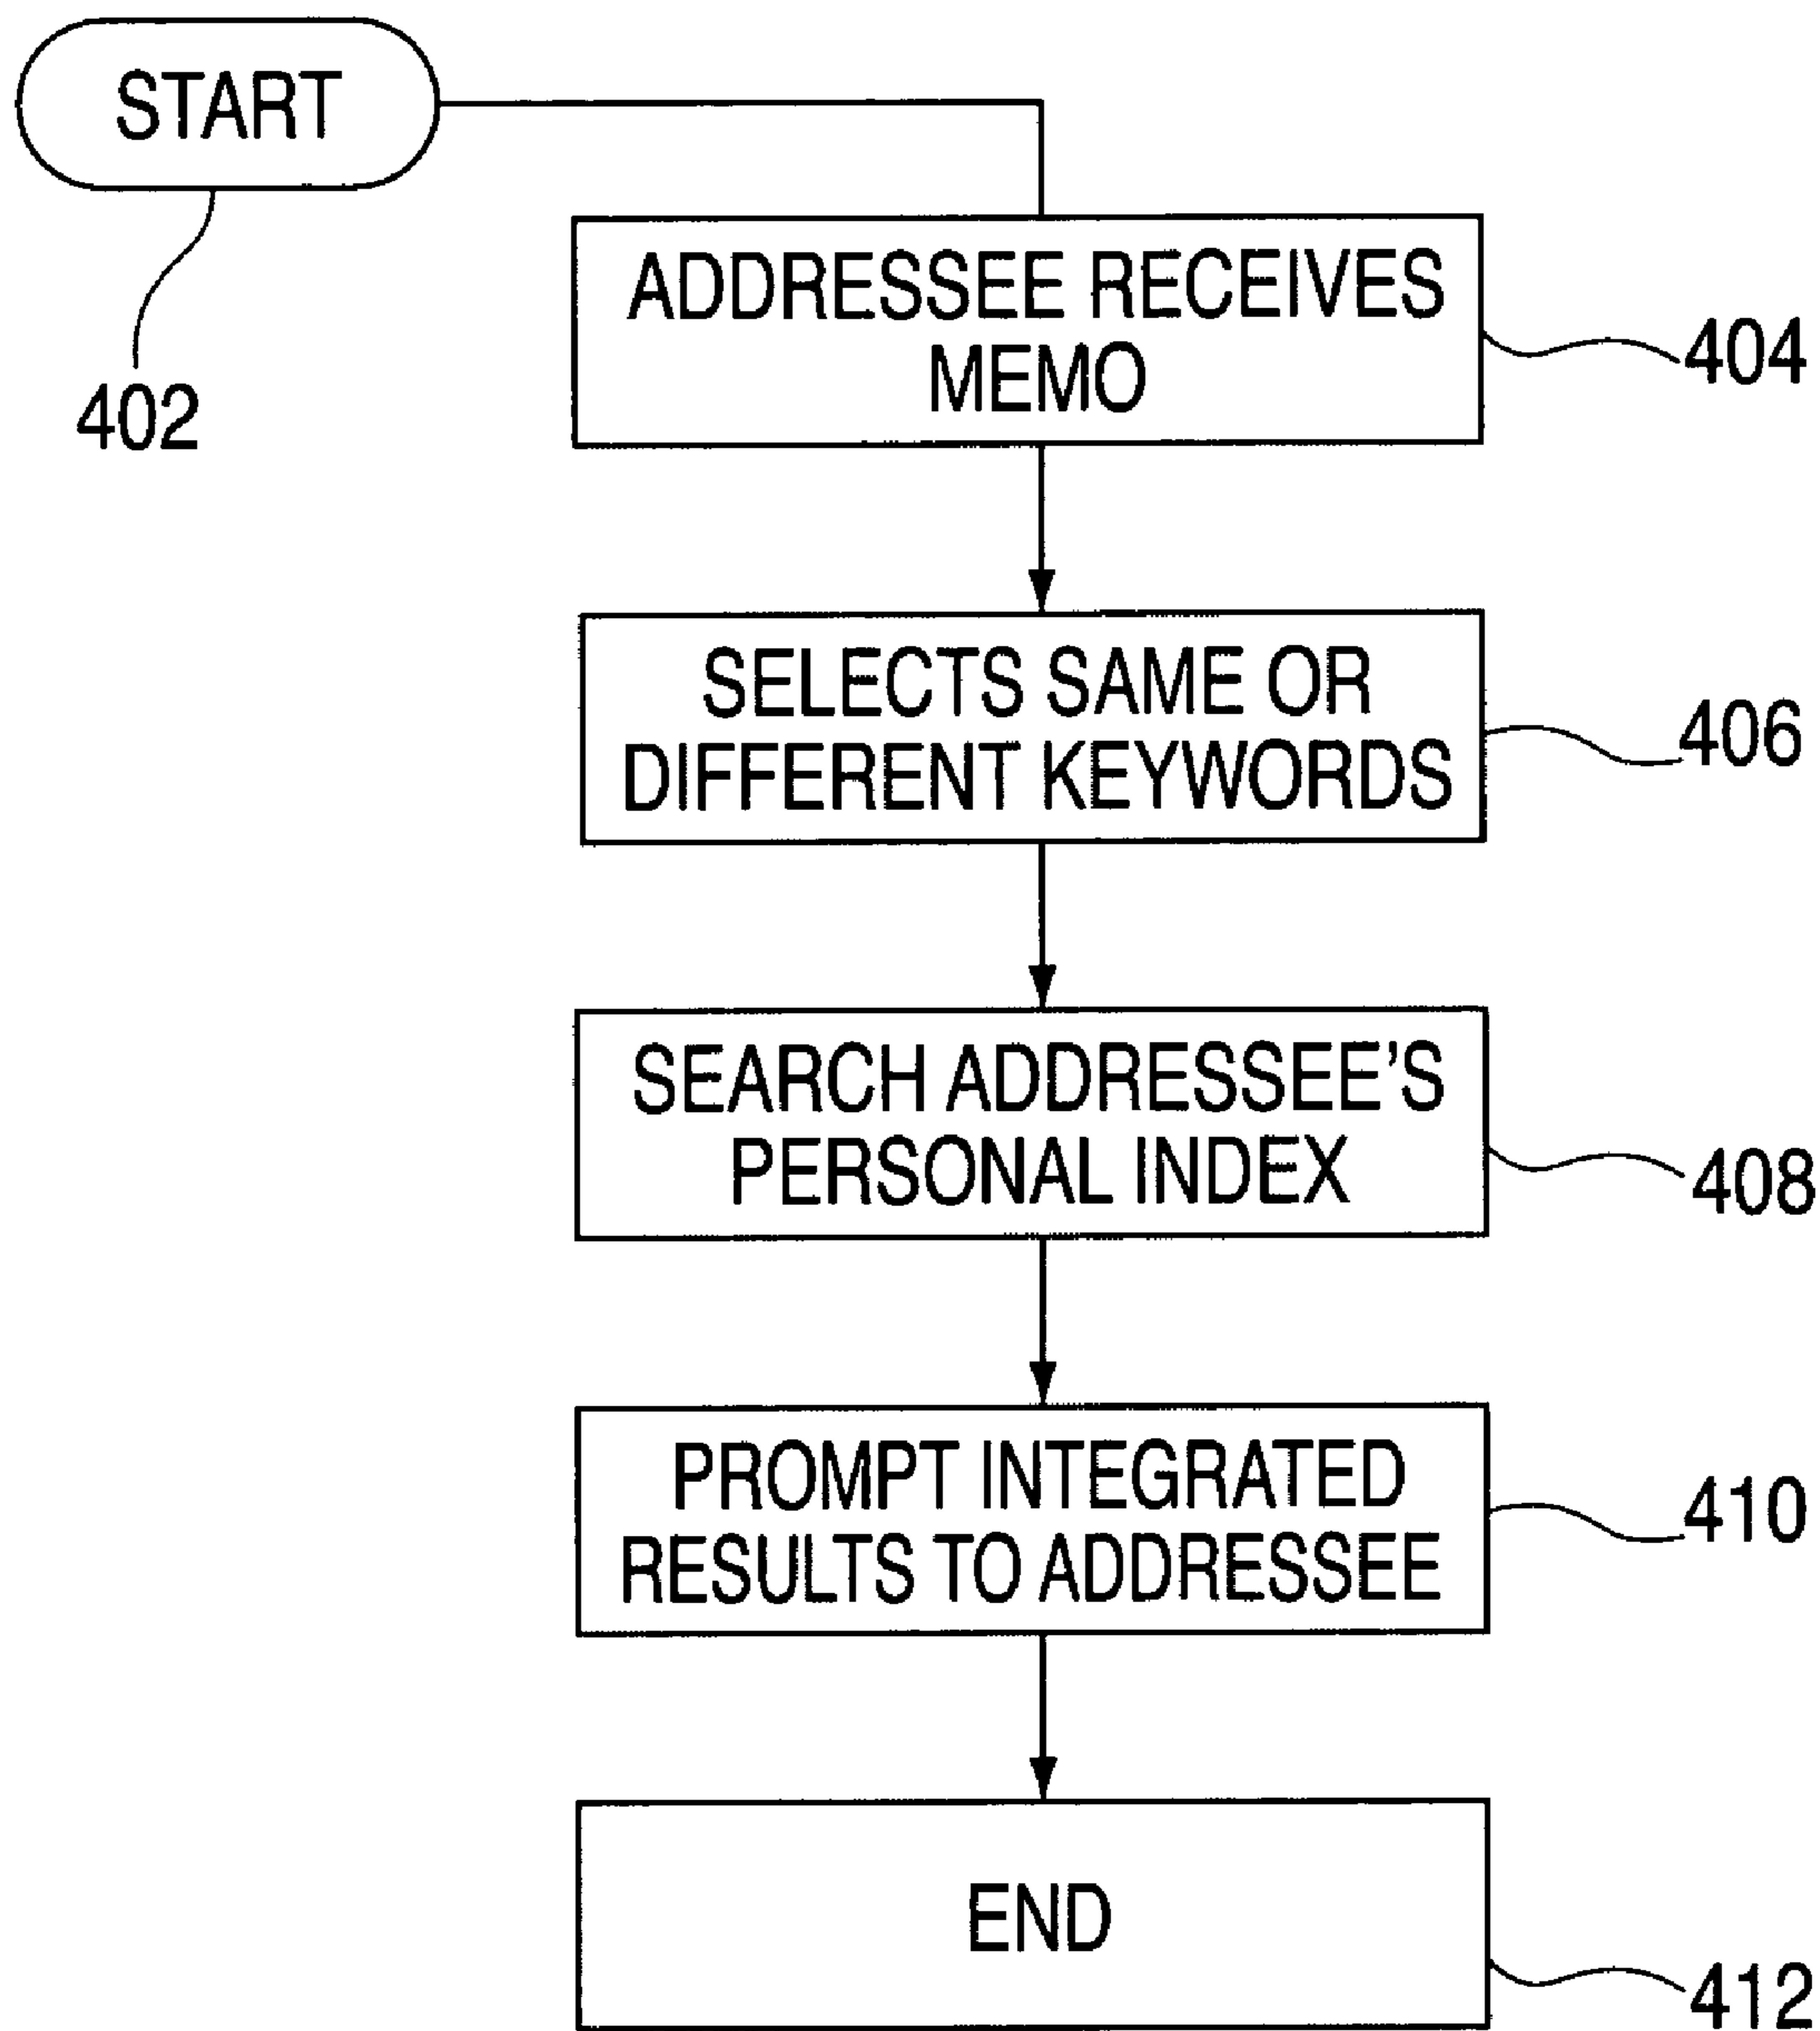 START
402
ADDRESSEE RECEIVES
MEMO
404
SELECTS SAME OR
DIFFERENT KEYWORDS
406
SEARCH ADDRESSEE'S
PERSONAL INDEX
408
PROMPT INTEGRATED
RESULTS TO ADDRESSEE
410
END
412